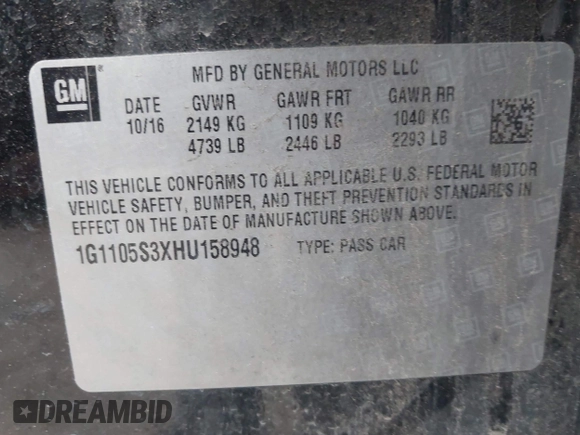 GM
MFD BY GENERAL MOTORS LLC
DATE GVWR GAWR FRT GAWR RR
10/16 2149 KG 1109 KG 1040 KG
4739 LB 2446 LB 2293 LB
THIS VEHICLE CONFORMS TO ALL APPLICABLE U.S. FEDERAL MOTOR
VEHICLE SAFETY, BUMPER, AND THEFT PREVENTION STANDARDS IN
EFFECT ON THE DATE OF MANUFACTURE SHOWN ABOVE.
1G1105S3XHU158948 TYPE: PASS CAR
DREAMBID